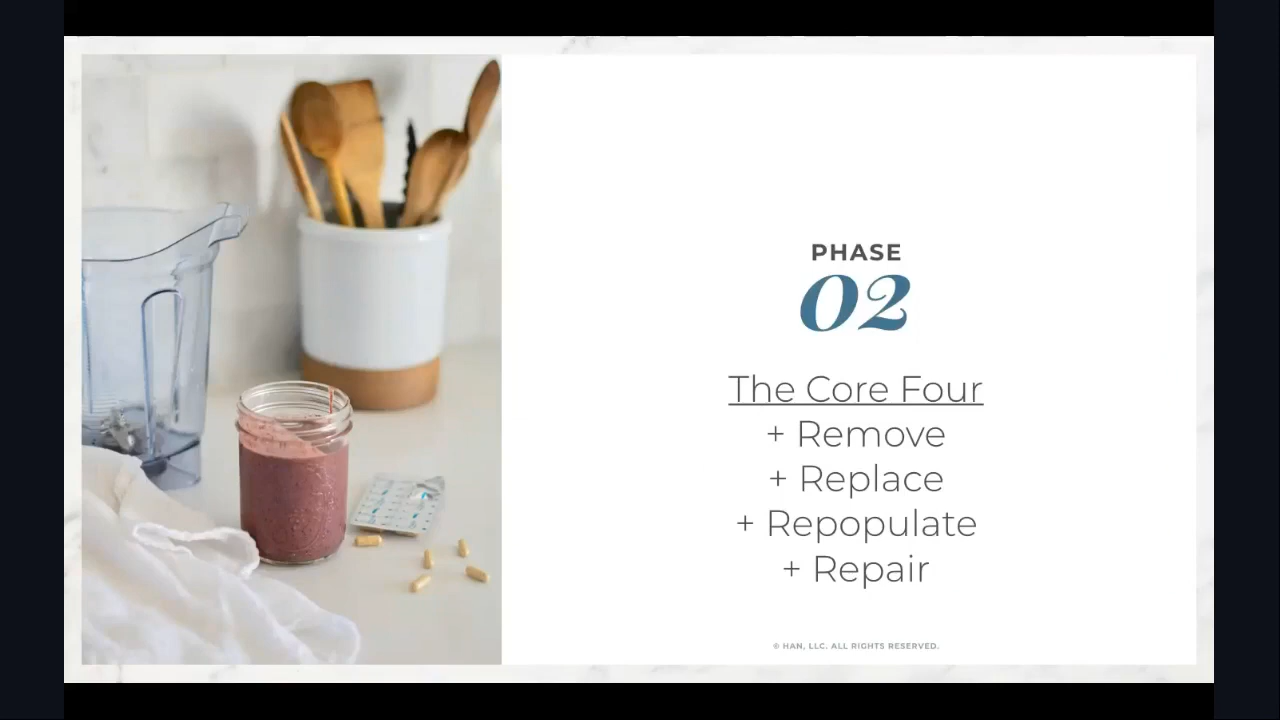 PHASE
02
The Core Four
+ Remove
+ Replace
+ Repopulate
+ Repair
© HAN, LLC. ALL RIGHTS RESERVED.